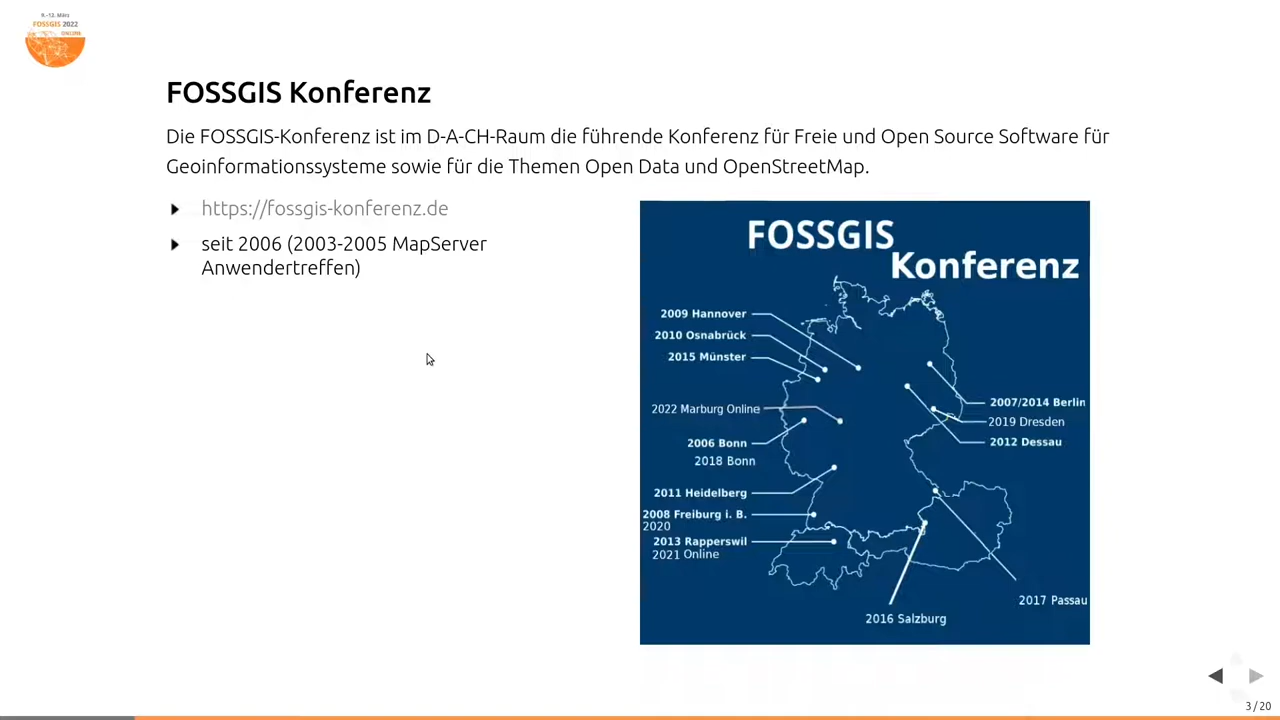 9.-12. März
FOSSGIS 2022
ONLINE
FOSSGIS Konferenz
Die FOSSGIS-Konferenz ist im D-A-CH-Raum die führende Konferenz für Freie und Open Source Software für
Geoinformationssysteme sowie für die Themen Open Data und OpenStreetMap.
https://fossgis-konferenz.de
seit 2006 (2003-2005 MapServer
Anwendertreffen)
FOSSGIS
Konferenz
2009 Hannover
2010 Osnabrück
2015 Münster
2022 Marburg Online
2006 Bonn
2018 Bonn
2011 Heidelberg
2008 Freiburg i. B.
2020
2013 Rapperswil
2021 Online
2007/2014 Berlin
2019 Dresden
2012 Dessau
2017 Passau
2016 Salzburg
3 / 20